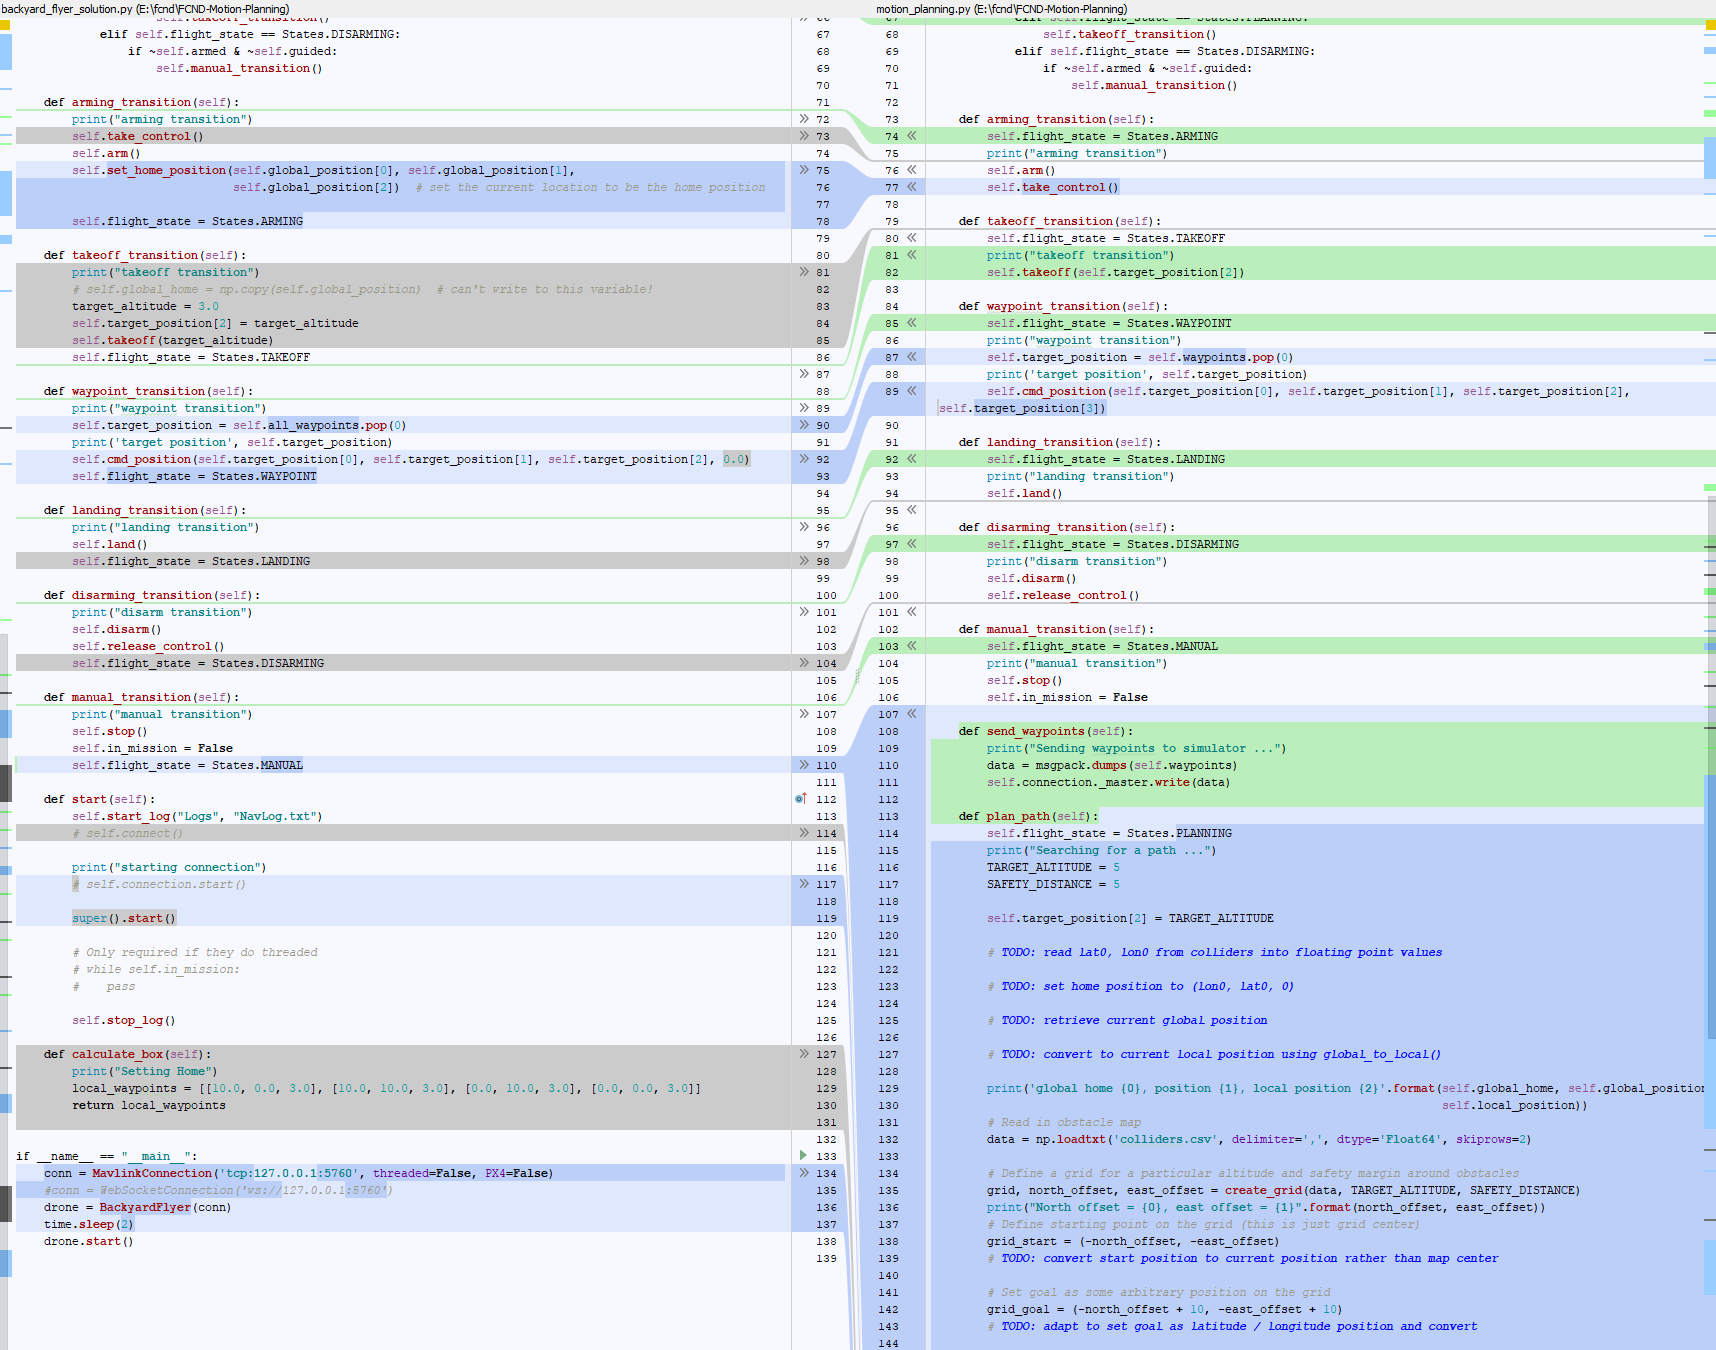 backyard_flyer_solution.py (E:\fcnd\FCND-Motion-Planning)
self.takeoff_transition() 66
elif self.flight_state == States.DISARMING: 67
if ~self.armed & ~self.guided: 68
self.manual_transition() 69
70
def arming_transition(self): 71
print("arming transition") 72
self.take_control() 73
self.arm() 74
self.set_home_position(self.global_position[0], self.global_position[1], 75
self.global_position[2])  # set the current location to be the home position 76
77
self.flight_state = States.ARMING 78
79
def takeoff_transition(self): 80
print("takeoff transition") 81
# self.global_home = np.copy(self.global_position)  # can't write to this variable! 82
target_altitude = 3.0 83
self.target_position[2] = target_altitude 84
self.takeoff(target_altitude) 85
self.flight_state = States.TAKEOFF 86
87
def waypoint_transition(self): 88
print("waypoint transition") 89
self.target_position = self.all_waypoints.pop(0) 90
print('target position', self.target_position) 91
self.cmd_position(self.target_position[0], self.target_position[1], self.target_position[2], 0.0) 92
self.flight_state = States.WAYPOINT 93
94
def landing_transition(self): 95
print("landing transition") 96
self.land() 97
self.flight_state = States.LANDING 98
99
def disarming_transition(self): 100
print("disarm transition") 101
self.disarm() 102
self.release_control() 103
self.flight_state = States.DISARMING 104
105
def manual_transition(self): 106
print("manual transition") 107
self.stop() 108
self.in_mission = False 109
self.flight_state = States.MANUAL 110
111
def start(self): 112
self.start_log("Logs", "NavLog.txt") 113
# self.connect() 114
115
print("starting connection") 116
# self.connection.start() 117
118
super().start() 119
120
# Only required if they do threaded 121
# while self.in_mission: 122
#    pass 123
124
self.stop_log() 125
126
def calculate_box(self): 127
print("Setting Home") 128
local_waypoints = [[10.0, 0.0, 3.0], [10.0, 10.0, 3.0], [0.0, 10.0, 3.0], [0.0, 0.0, 3.0]] 129
return local_waypoints 130
131
132
if __name__ == "__main__": 133
conn = MavlinkConnection('tcp:127.0.0.1:5760', threaded=False, PX4=False) 134
#conn = WebSocketConnection('ws://127.0.0.1:5760') 135
drone = BackyardFlyer(conn) 136
time.sleep(2) 137
drone.start() 138
139
motion_planning.py (E:\fcnd\FCND-Motion-Planning)
67 elif self.flight_state == States.PLANNING:
68 self.takeoff_transition()
69 elif self.flight_state == States.DISARMING:
70 if ~self.armed & ~self.guided:
71 self.manual_transition()
72
73 def arming_transition(self):
74 self.flight_state = States.ARMING
75 print("arming transition")
76 self.arm()
77 self.take_control()
78
79 def takeoff_transition(self):
80 self.flight_state = States.TAKEOFF
81 print("takeoff transition")
82 self.takeoff(self.target_position[2])
83
84 def waypoint_transition(self):
85 self.flight_state = States.WAYPOINT
86 print("waypoint transition")
87 self.target_position = self.waypoints.pop(0)
88 print('target position', self.target_position)
89 self.cmd_position(self.target_position[0], self.target_position[1], self.target_position[2],
self.target_position[3])
90
91 def landing_transition(self):
92 self.flight_state = States.LANDING
93 print("landing transition")
94 self.land()
95
96 def disarming_transition(self):
97 self.flight_state = States.DISARMING
98 print("disarm transition")
99 self.disarm()
100 self.release_control()
101
102 def manual_transition(self):
103 self.flight_state = States.MANUAL
104 print("manual transition")
105 self.stop()
106 self.in_mission = False
107
108 def send_waypoints(self):
109 print("Sending waypoints to simulator ...")
110 data = msgpack.dumps(self.waypoints)
111 self.connection._master.write(data)
112
113 def plan_path(self):
114 self.flight_state = States.PLANNING
115 print("Searching for a path ...")
116 TARGET_ALTITUDE = 5
117 SAFETY_DISTANCE = 5
118
119 self.target_position[2] = TARGET_ALTITUDE
120
121 # TODO: read lat0, lon0 from colliders into floating point values
122
123 # TODO: set home position to (lon0, lat0, 0)
124
125 # TODO: retrieve current global position
126
127 # TODO: convert to current local position using global_to_local()
128
129 print('global home {0}, position {1}, local position {2}'.format(self.global_home, self.global_position
130 self.local_position))
131 # Read in obstacle map
132 data = np.loadtxt('colliders.csv', delimiter=',', dtype='Float64', skiprows=2)
133
134 # Define a grid for a particular altitude and safety margin around obstacles
135 grid, north_offset, east_offset = create_grid(data, TARGET_ALTITUDE, SAFETY_DISTANCE)
136 print("North offset = {0}, east offset = {1}".format(north_offset, east_offset))
137 # Define starting point on the grid (this is just grid center)
138 grid_start = (-north_offset, -east_offset)
139 # TODO: convert start position to current position rather than map center
140
141 # Set goal as some arbitrary position on the grid
142 grid_goal = (-north_offset + 10, -east_offset + 10)
143 # TODO: adapt to set goal as latitude / longitude position and convert
144